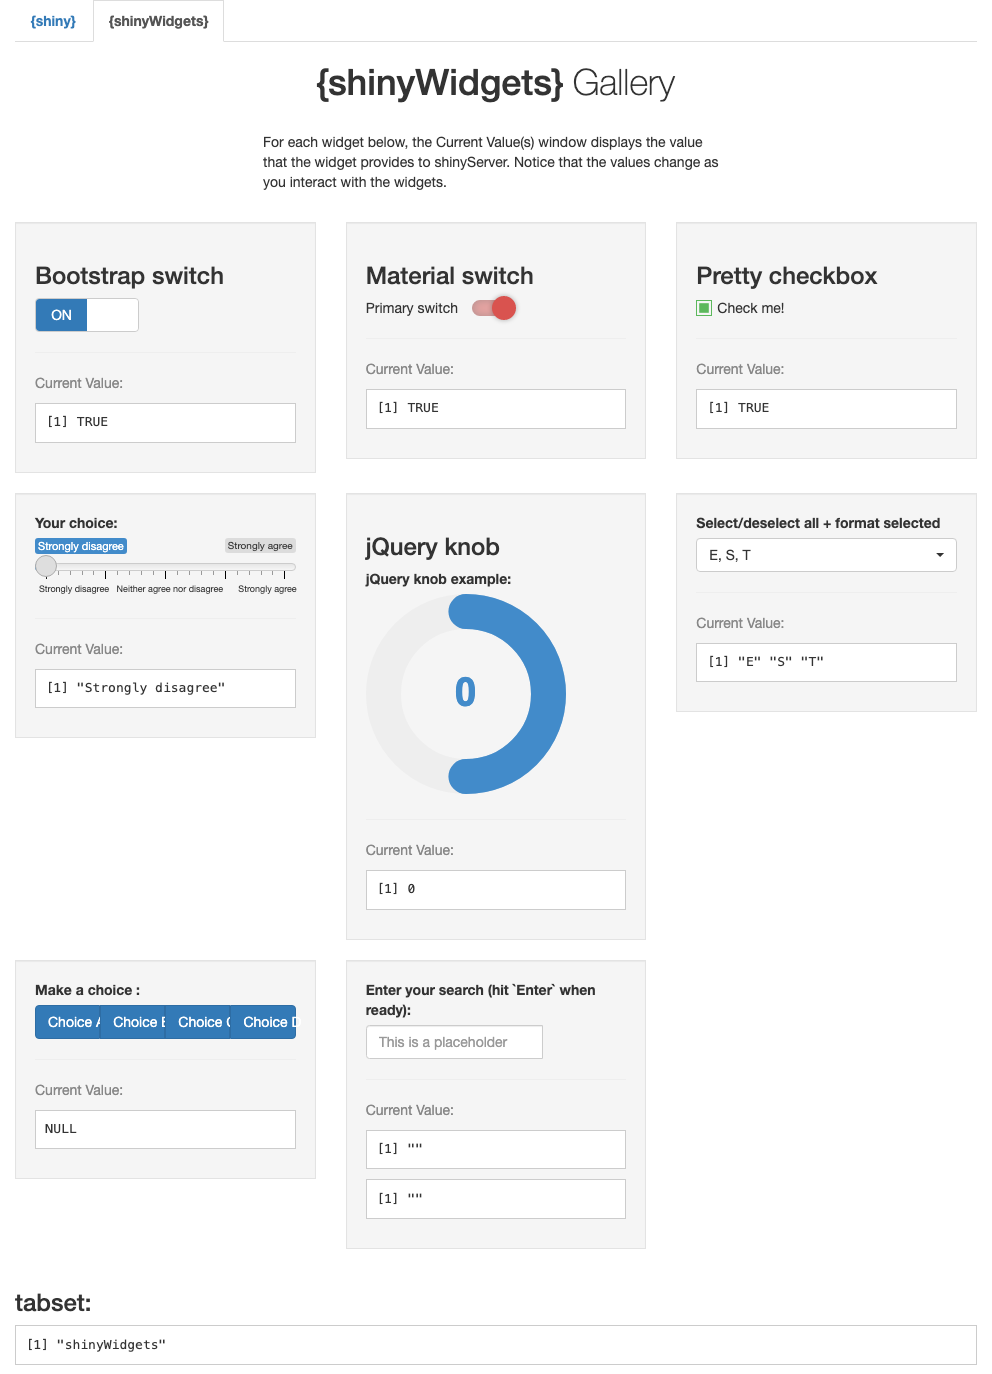 {shiny}
{shinyWidgets}
{shinyWidgets} Gallery
For each widget below, the Current Value(s) window displays the value
that the widget provides to shinyServer. Notice that the values change as
you interact with the widgets.
Bootstrap switch
ON
Current Value:
[1] TRUE
Material switch
Primary switch
Current Value:
[1] TRUE
Pretty checkbox
Check me!
Current Value:
[1] TRUE
Your choice:
Strongly disagree
Strongly agree
Strongly disagree
Neither agree nor disagree
Strongly agree
Current Value:
[1] "Strongly disagree"
jQuery knob
jQuery knob example:
0
Current Value:
[1] 0
Select/deselect all + format selected
E, S, T
Current Value:
[1] "E" "S" "T"
Make a choice :
Choice A
Choice B
Choice C
Choice D
Current Value:
NULL
Enter your search (hit `Enter` when
ready):
This is a placeholder
Current Value:
[1] ""
[1] ""
tabset:
[1] "shinyWidgets"